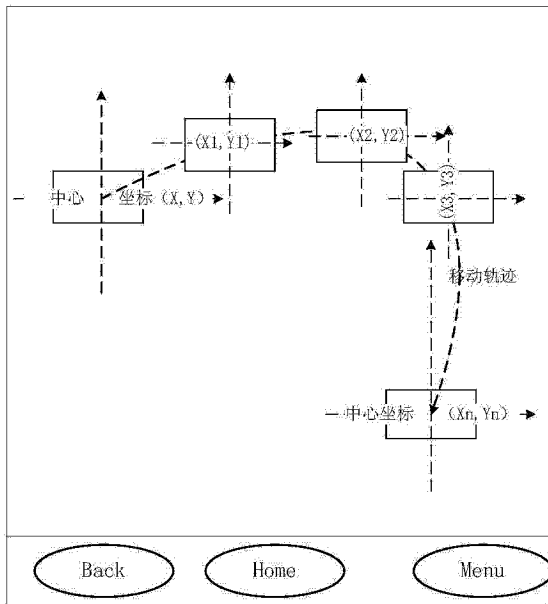 (X1,Y1)
(X2,Y2)
(X3,Y3)
中心 坐标(X,Y)
移动轨迹
中心坐标 (Xn,Yn)
Back Home Menu